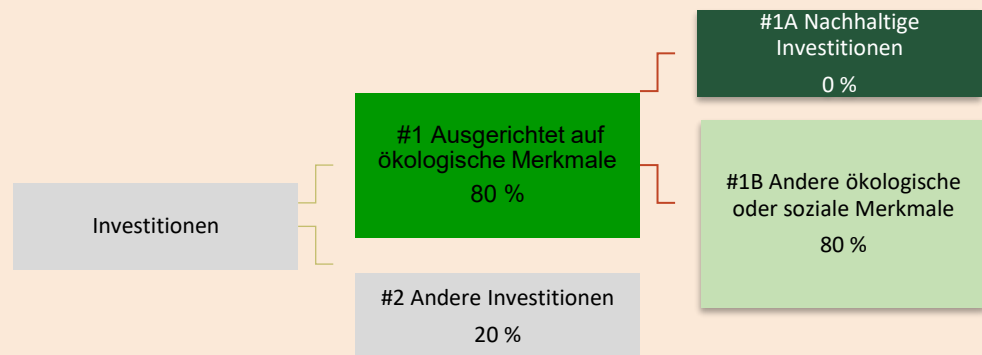 Investitionen
#1 Ausgerichtet auf
ökologische Merkmale
80 %
#2 Andere Investitionen
20 %
#1A Nachhaltige
Investitionen
0 %
#1B Andere ökologische
oder soziale Merkmale
80 %